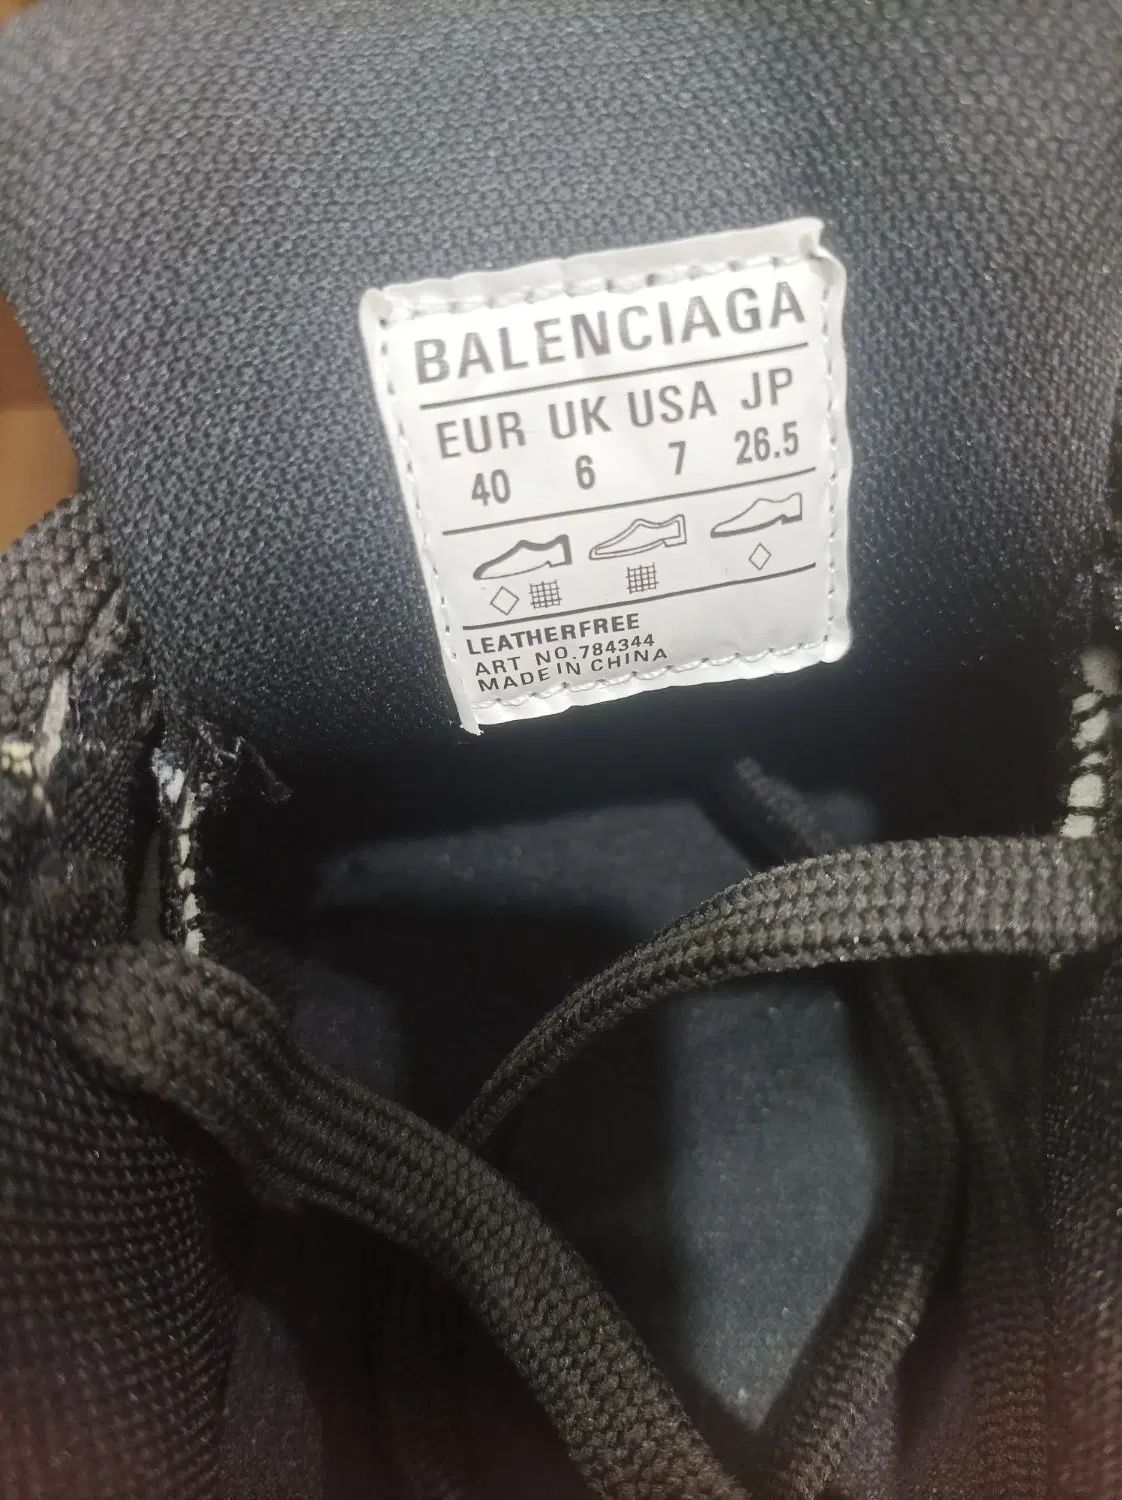 BALENCIAGA
EUR UK USA JP
40 6 7 26.5
LEATHERFREE
ART NO.784344
MADE IN CHINA